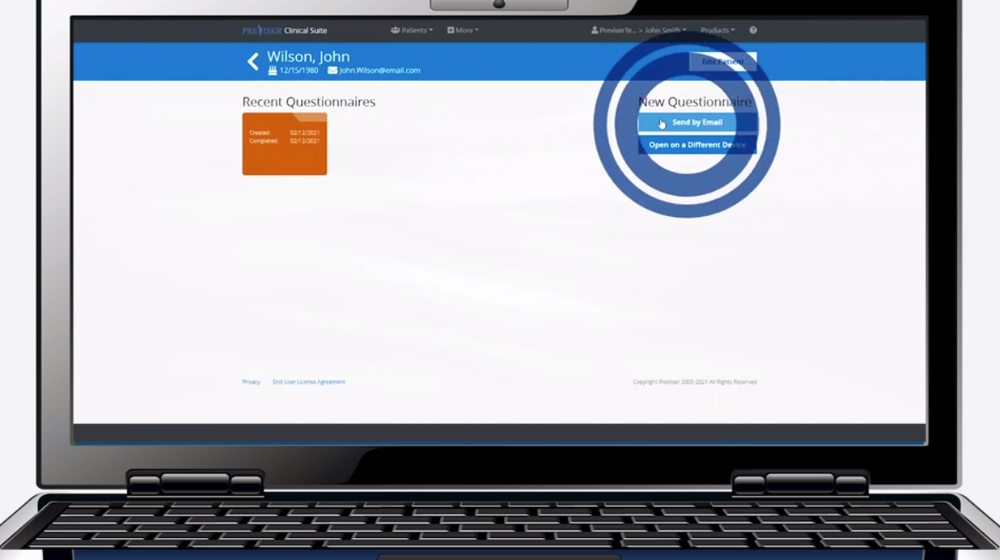 PREVISER Clinical Suite
Patients
More
PreviserTe... > John Smith
Products
Wilson, John
12/15/1980
John.Wilson@email.com
Edit Patient
Recent Questionnaires
Created: 02/12/2021
Completed: 02/12/2021
New Questionnaire
Send by Email
Open on a Different Device
Privacy
End User License Agreement
Copyright PreViser 2003-2021 All Rights Reserved